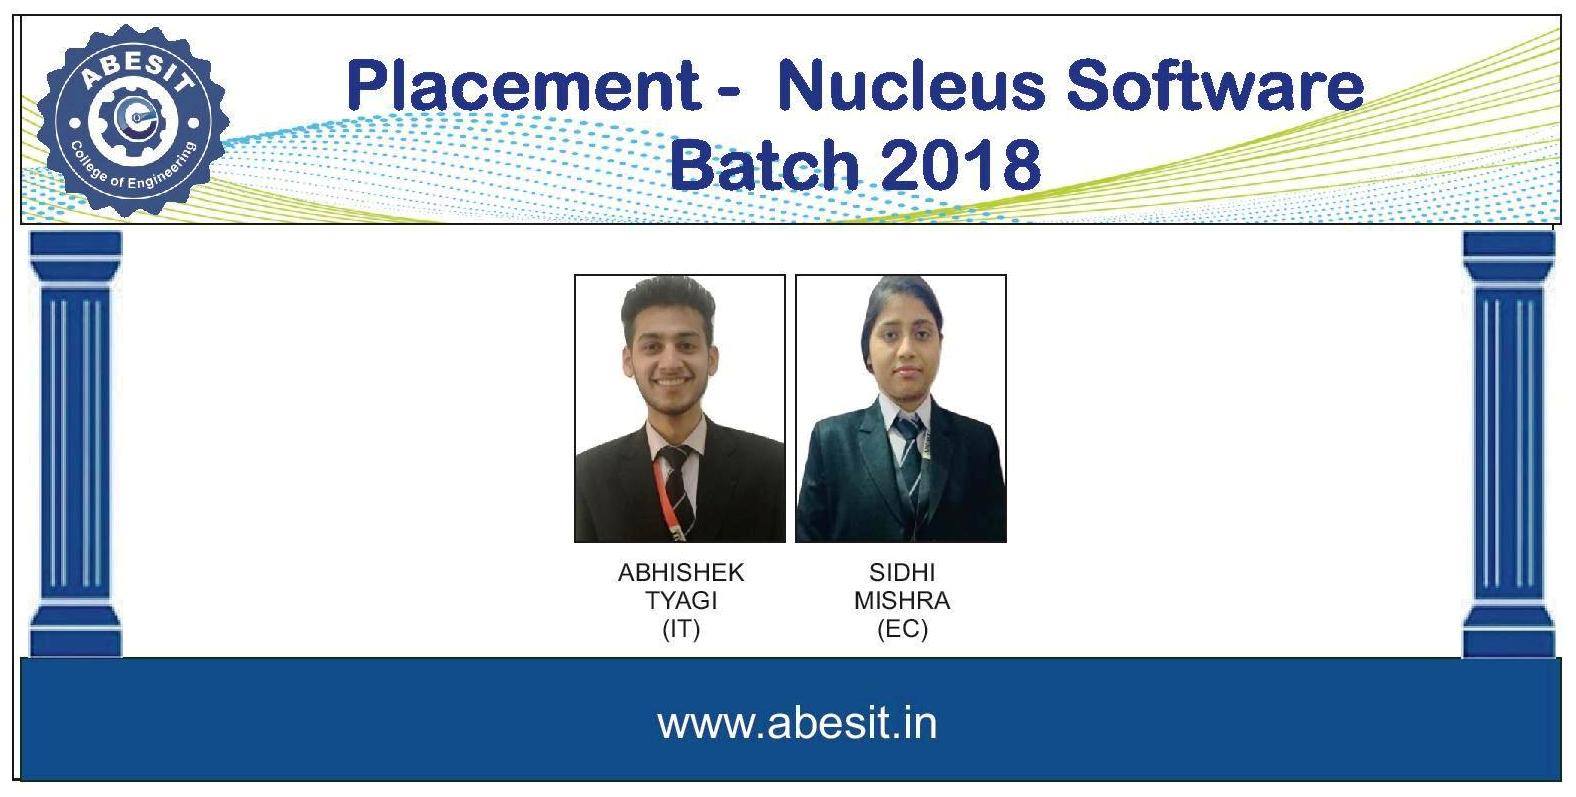 ABESIT
College of Engineering
Placement - Nucleus Software
Batch 2018
ABHISHEK
TYAGI
(IT)
SIDHI
MISHRA
(EC)
www.abesit.in